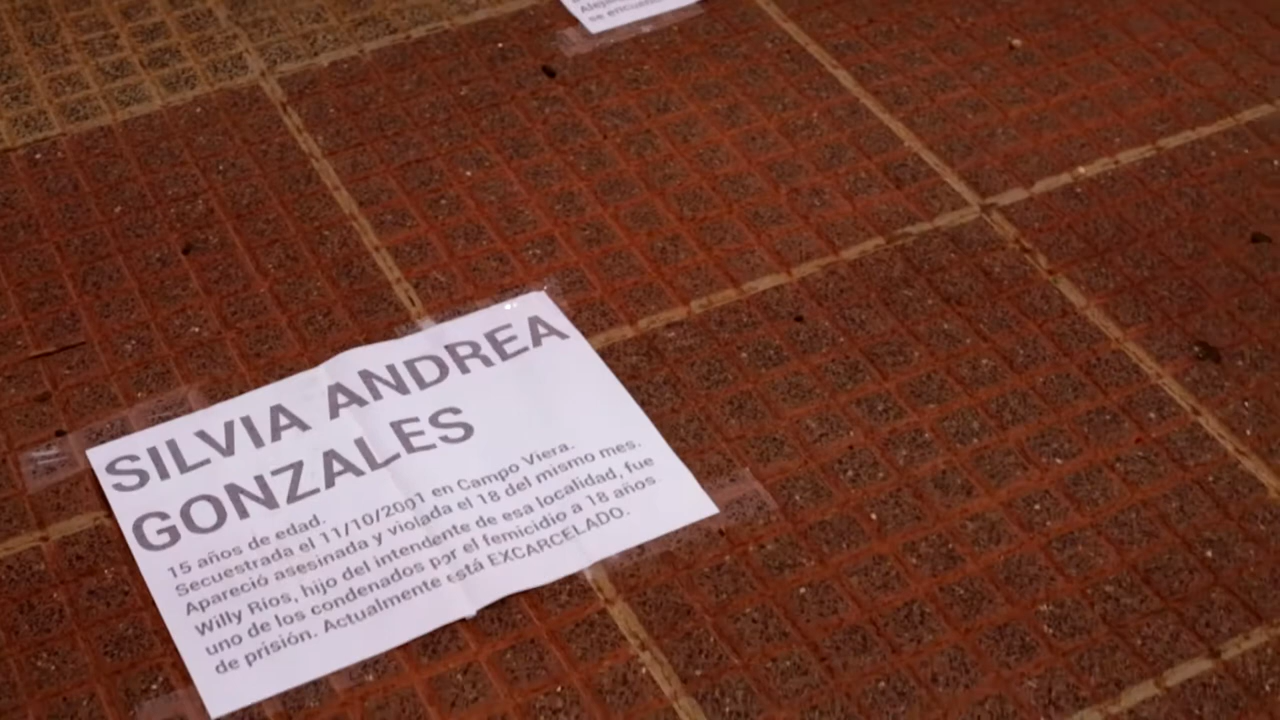 se encuentra
SILVIA ANDREA
GONZALES
15 años de edad.
Secuestrada el 11/10/2001 en Campo Viera.
Apareció asesinada y violada el 18 del mismo mes.
Willy Ríos, hijo del intendente de esa localidad, fue
uno de los condenados por el femicidio a 18 años
de prisión. Actualmente está EXCARCELADO.